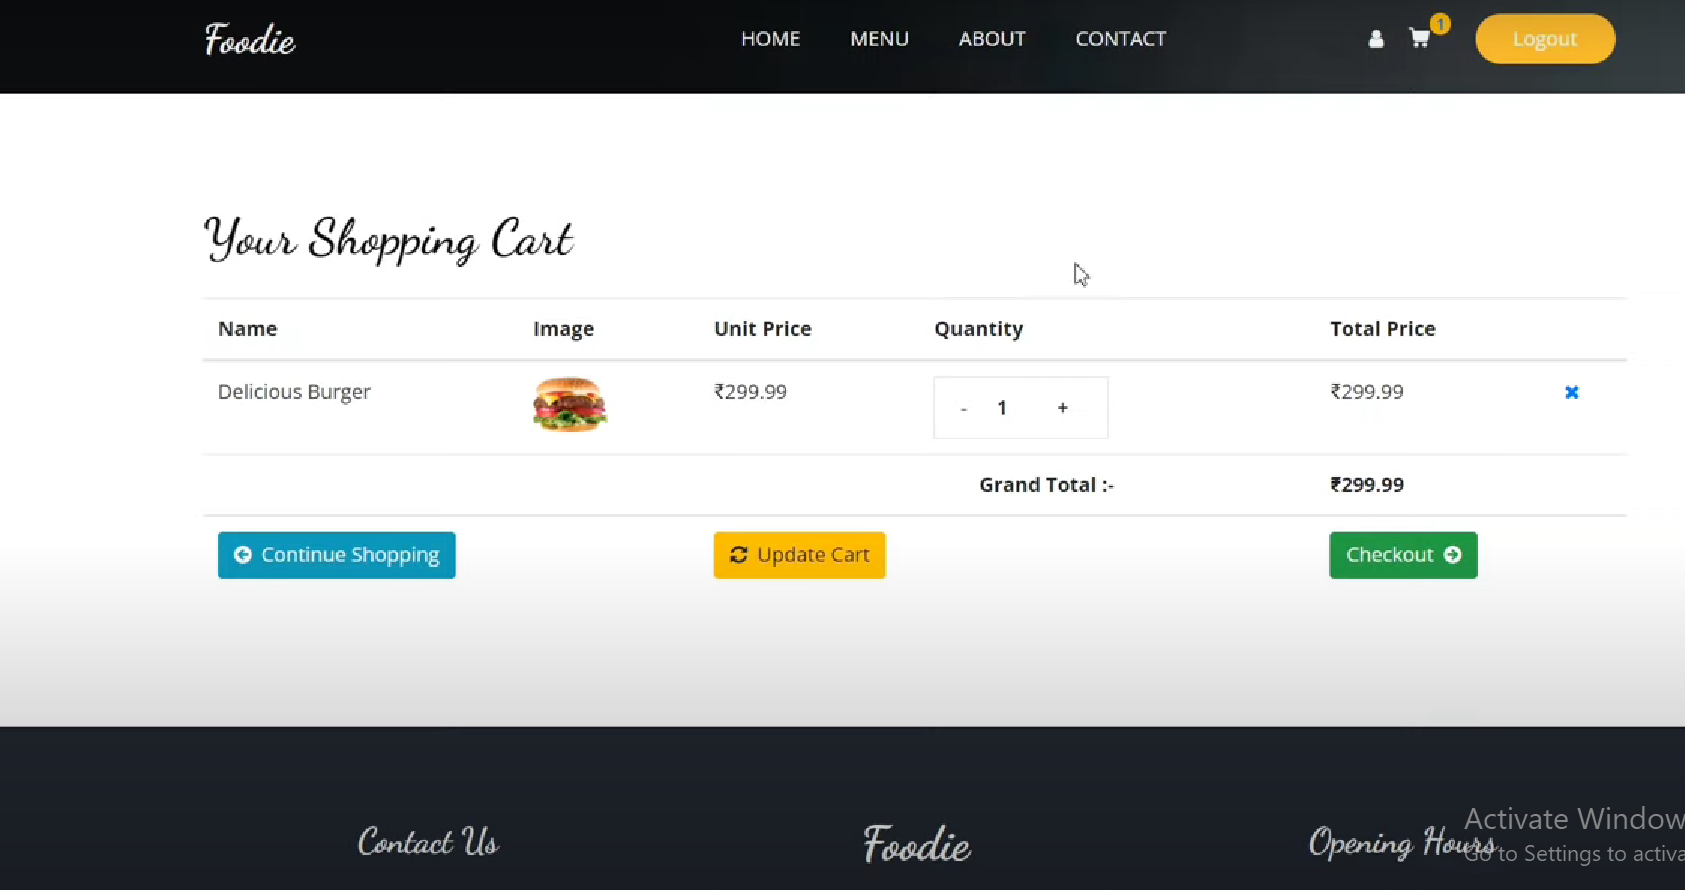 Foodie HOME MENU ABOUT CONTACT 1 Logout
Your Shopping Cart
Name Image Unit Price Quantity Total Price
Delicious Burger ₹299.99 - 1 + ₹299.99
Grand Total :- ₹299.99
Continue Shopping Update Cart Checkout
Activate Window
Contact Us Foodie Opening Hours
Go to Settings to activa